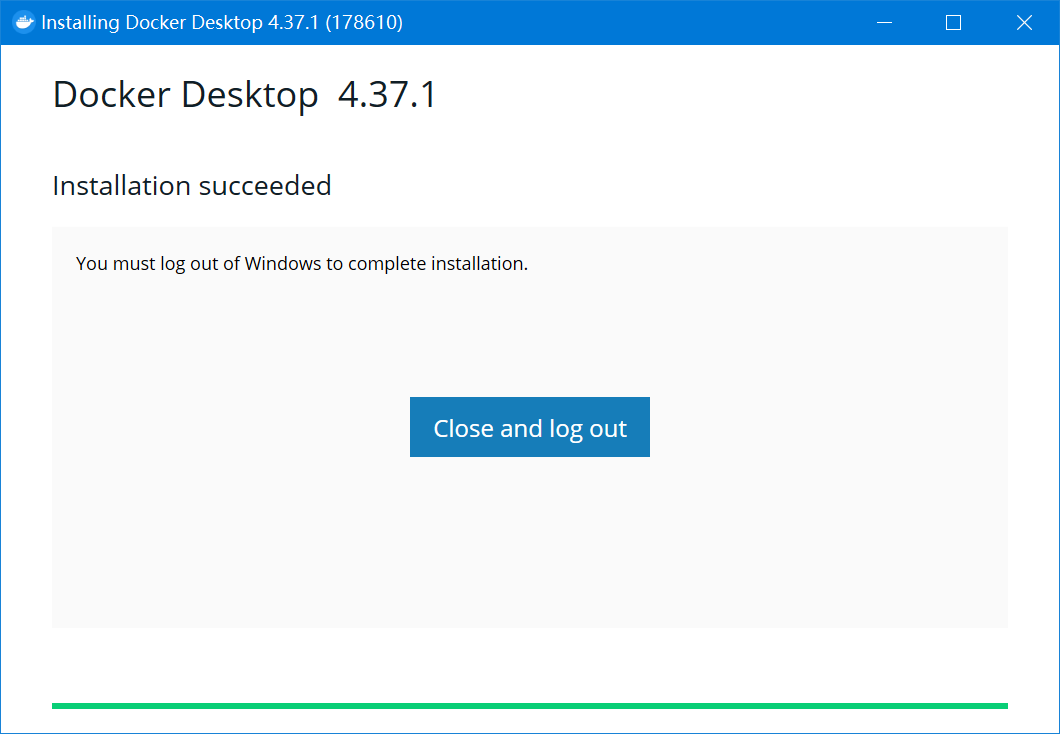 Installing Docker Desktop 4.37.1 (178610)
Docker Desktop 4.37.1
Installation succeeded
You must log out of Windows to complete installation.
Close and log out